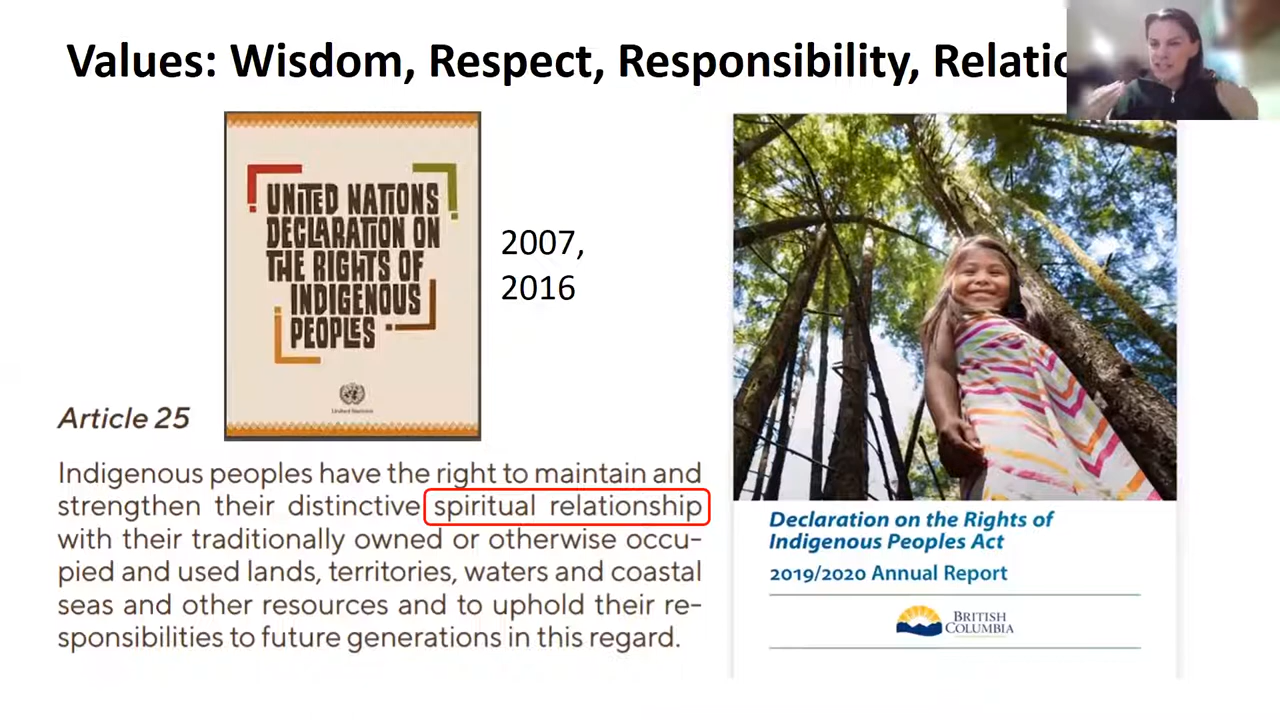 Values: Wisdom, Respect, Responsibility, Relatio
UNITED NATIONS
DECLARATION ON
THE RIGHTS OF
INDIGENOUS
PEOPLES
United Nations
2007,
2016
Article 25
Indigenous peoples have the right to maintain and
strengthen their distinctive spiritual relationship
with their traditionally owned or otherwise occu-
pied and used lands, territories, waters and coastal
seas and other resources and to uphold their re-
sponsibilities to future generations in this regard.
Declaration on the Rights of
Indigenous Peoples Act
2019/2020 Annual Report
BRITISH
COLUMBIA